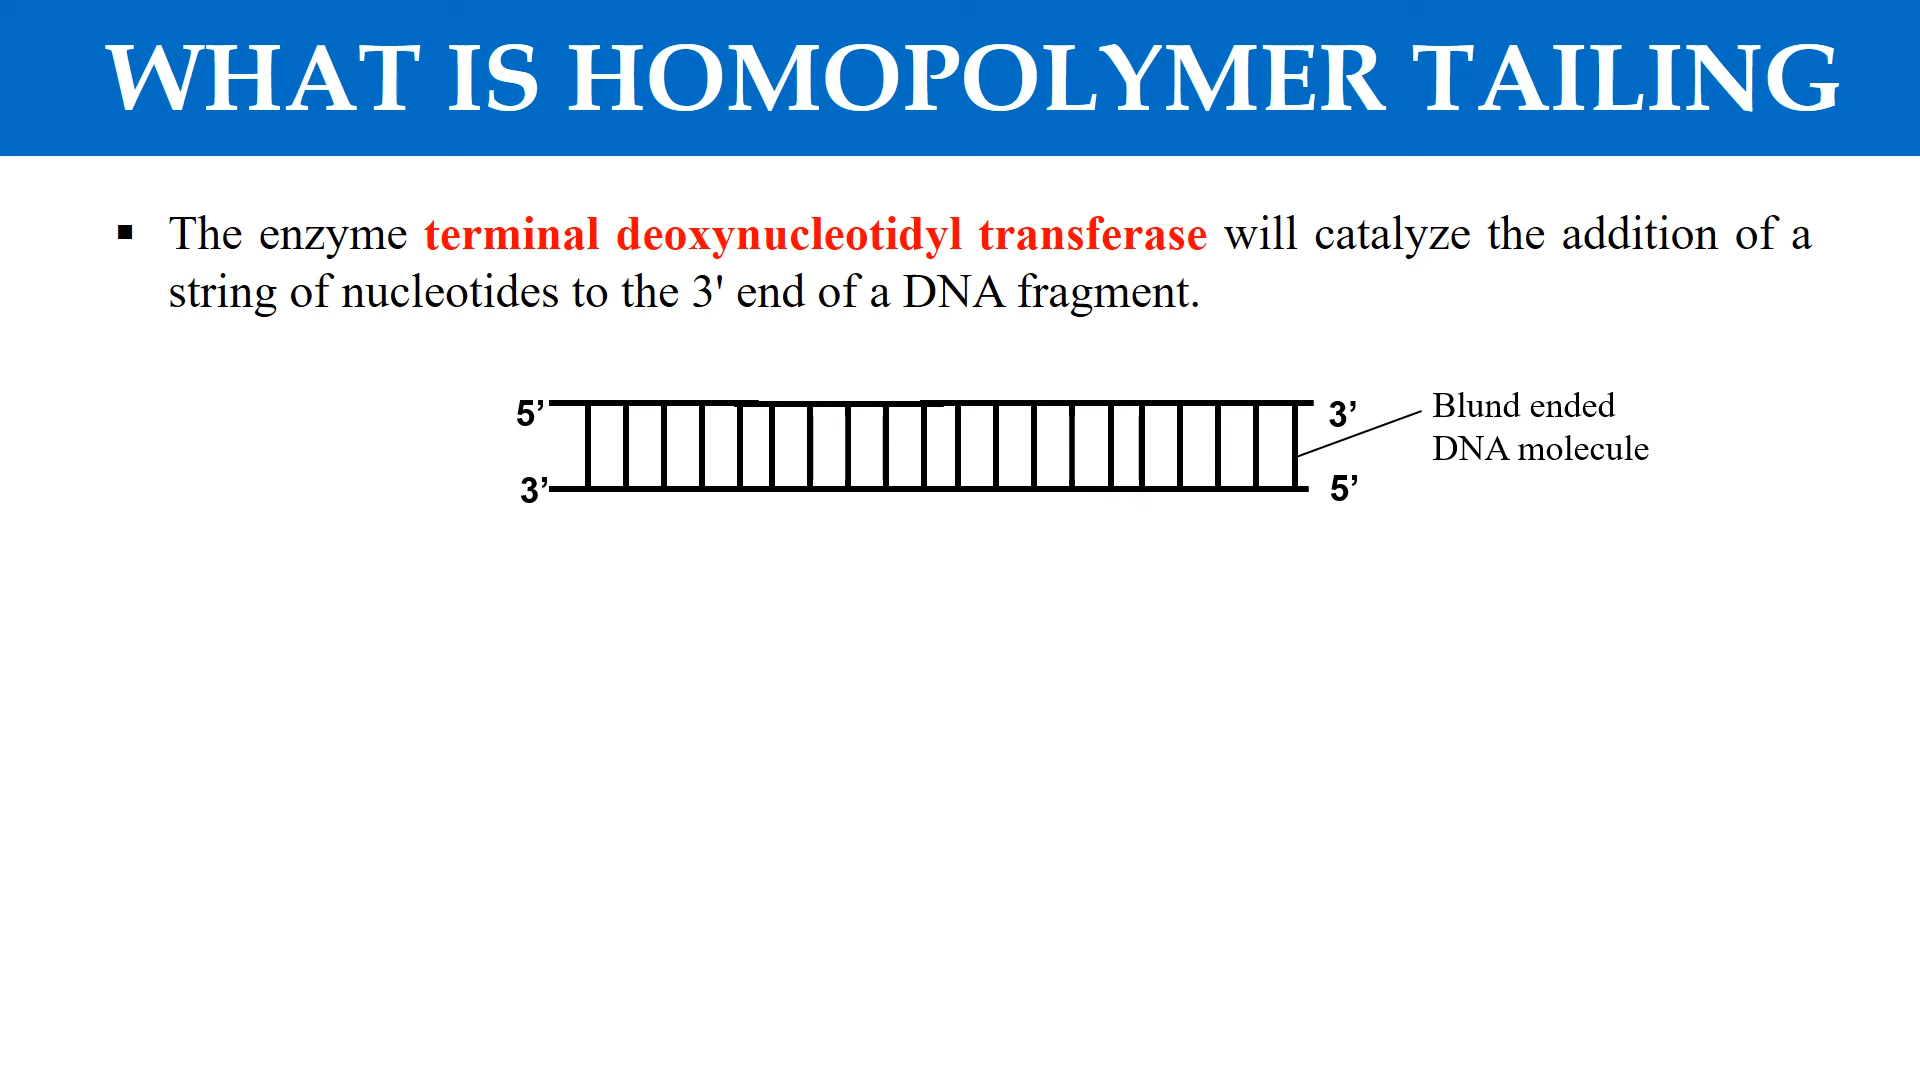 WHAT IS HOMOPOLYMER TAILING
▪ The enzyme terminal deoxynucleotidyl transferase will catalyze the addition of a
string of nucleotides to the 3' end of a DNA fragment.
5’ 3’
Blund ended
DNA molecule
3’ 5’